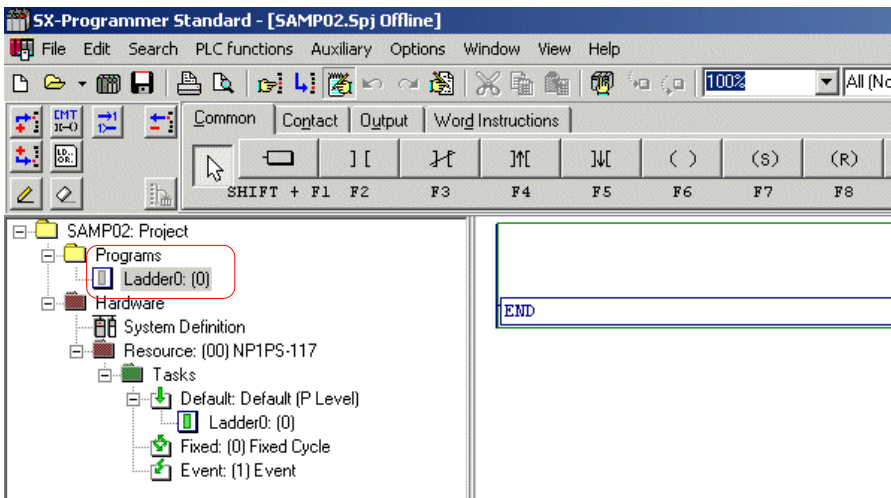 SX-Programmer Standard - [SAMP02.Spj Offline]
File Edit Search PLC functions Auxiliary Options Window View Help
100% All (No
CMT
Common Contact Output Word Instructions
LD..
OR:
] [ ]↑[ ]↓[ ( ) (S) (R)
SHIFT + F1 F2 F3 F4 F5 F6 F7 F8
SAMP02: Project
Programs
Ladder0: (0)
Hardware
END
System Definition
Resource: (00) NP1PS-117
Tasks
Default: Default (P Level)
Ladder0: (0)
Fixed: (0) Fixed Cycle
Event: (1) Event